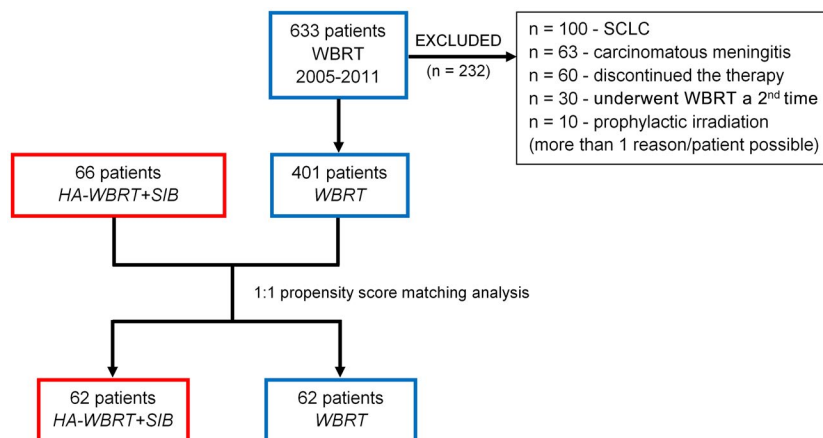 633 patients
WBRT
2005-2011
EXCLUDED
(n = 232)
n = 100 - SCLC
n = 63 - carcinomatous meningitis
n = 60 - discontinued the therapy
n = 30 - underwent WBRT a 2nd time
n = 10 - prophylactic irradiation
(more than 1 reason/patient possible)
66 patients
HA-WBRT+SIB
401 patients
WBRT
1:1 propensity score matching analysis
62 patients
HA-WBRT+SIB
62 patients
WBRT